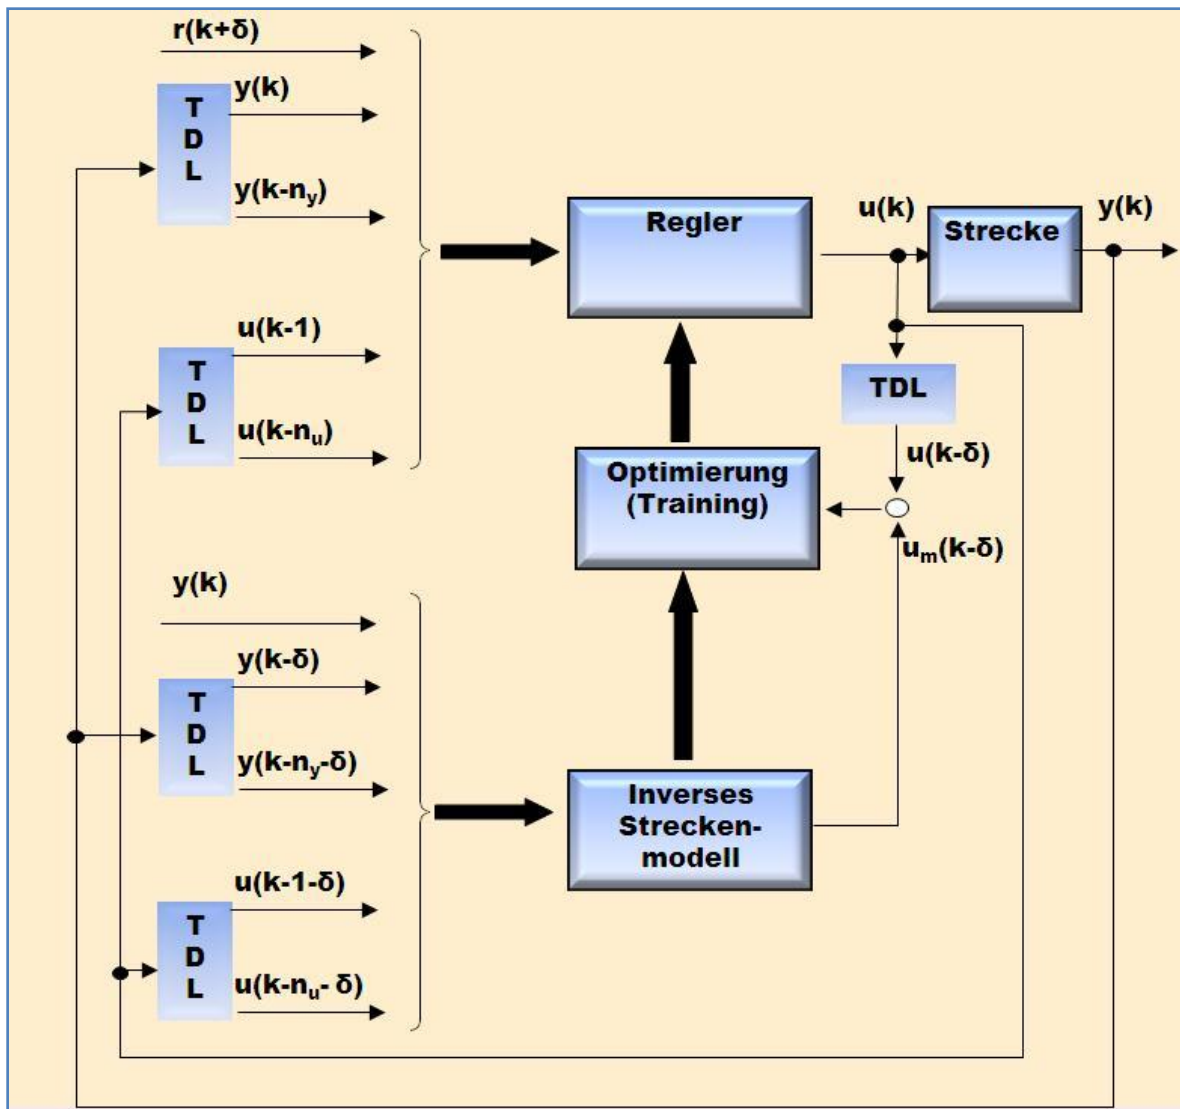 r(k+δ)
T
D
L
y(k)
y(k-ny)
T
D
L
u(k-1)
u(k-nu)
Regler
u(k)
Strecke
y(k)
TDL
u(k-δ)
Optimierung
(Training)
um(k-δ)
y(k)
T
D
L
y(k-δ)
y(k-ny-δ)
T
D
L
u(k-1-δ)
u(k-nu- δ)
Inverses
Strecken-
modell